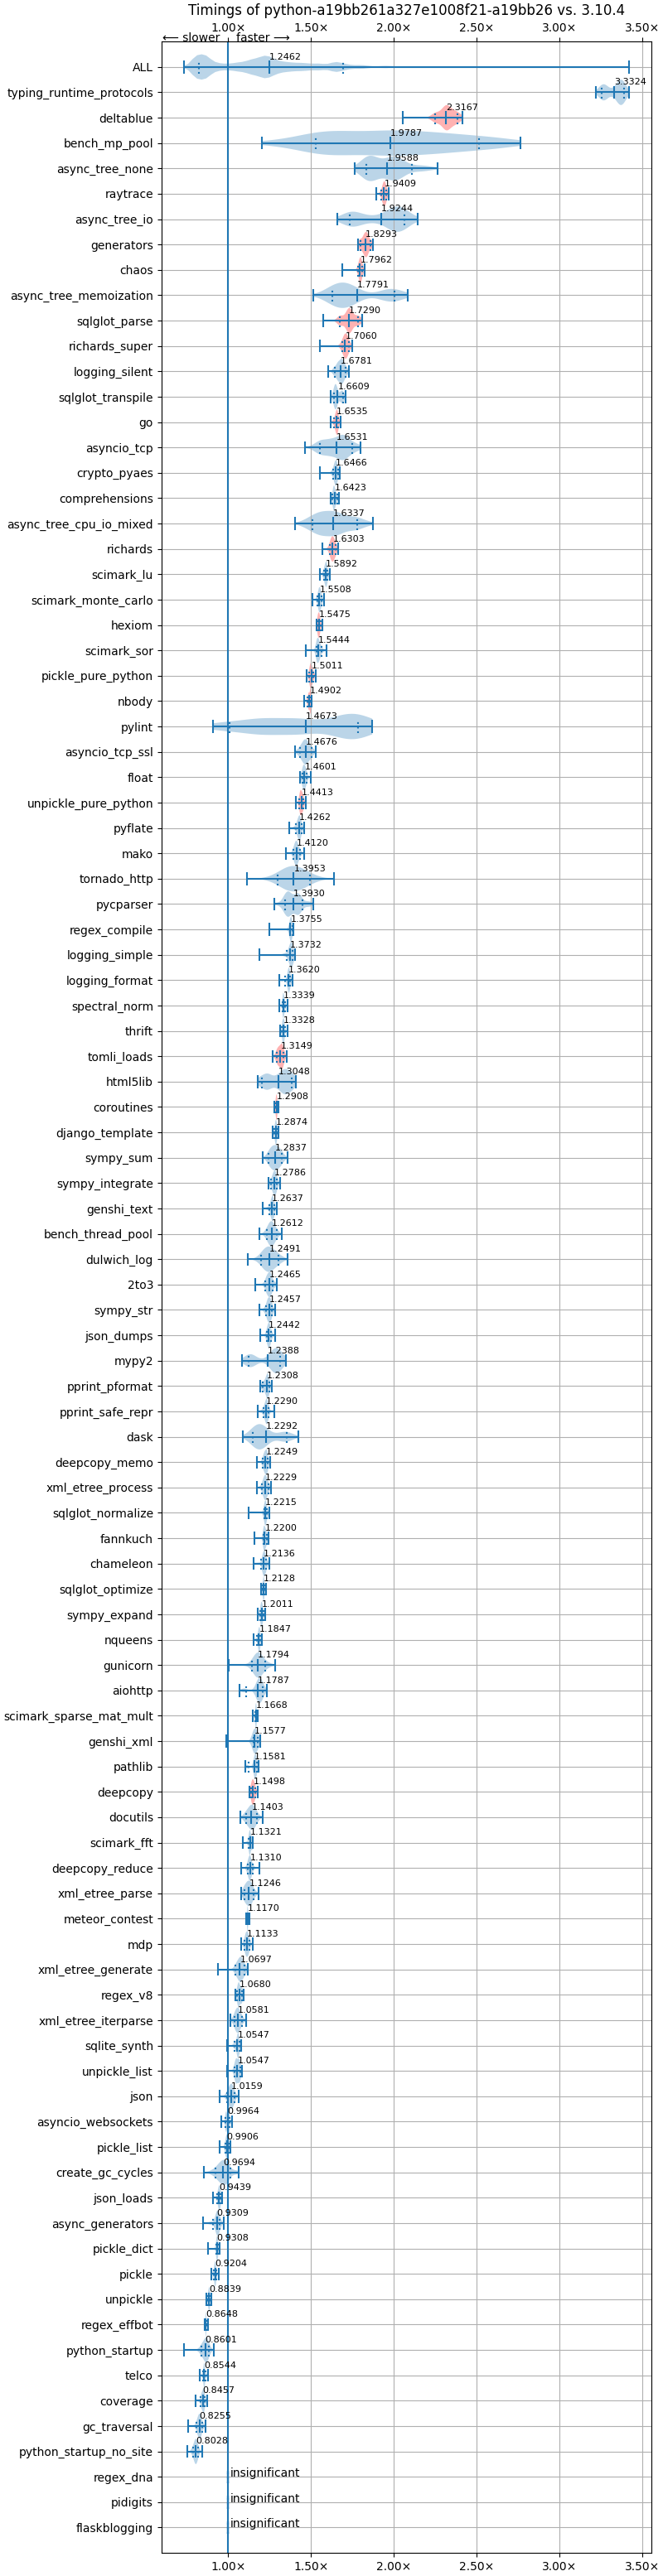 Timings of python-a19bb261a327e1008f21-a19bb26 vs. 3.10.4
1.00× 1.50× 2.00× 2.50× 3.00× 3.50×
⟵ slower faster ⟶
ALL 1.2462
typing_runtime_protocols 3.3324
deltablue 2.3167
bench_mp_pool 1.9787
async_tree_none 1.9588
raytrace 1.9409
async_tree_io 1.9244
generators 1.8293
chaos 1.7962
async_tree_memoization 1.7791
sqlglot_parse 1.7290
richards_super 1.7060
logging_silent 1.6781
sqlglot_transpile 1.6609
go 1.6535
asyncio_tcp 1.6531
crypto_pyaes 1.6466
comprehensions 1.6423
async_tree_cpu_io_mixed 1.6337
richards 1.6303
scimark_lu 1.5892
scimark_monte_carlo 1.5508
hexiom 1.5475
scimark_sor 1.5444
pickle_pure_python 1.5011
nbody 1.4902
pylint 1.4673
asyncio_tcp_ssl 1.4676
float 1.4601
unpickle_pure_python 1.4413
pyflate 1.4262
mako 1.4120
tornado_http 1.3953
pycparser 1.3930
regex_compile 1.3755
logging_simple 1.3732
logging_format 1.3620
spectral_norm 1.3339
thrift 1.3328
tomli_loads 1.3149
html5lib 1.3048
coroutines 1.2908
django_template 1.2874
sympy_sum 1.2837
sympy_integrate 1.2786
genshi_text 1.2637
bench_thread_pool 1.2612
dulwich_log 1.2491
2to3 1.2465
sympy_str 1.2457
json_dumps 1.2442
mypy2 1.2388
pprint_pformat 1.2308
pprint_safe_repr 1.2290
dask 1.2292
deepcopy_memo 1.2249
xml_etree_process 1.2229
sqlglot_normalize 1.2215
fannkuch 1.2200
chameleon 1.2136
sqlglot_optimize 1.2128
sympy_expand 1.2011
nqueens 1.1847
gunicorn 1.1794
aiohttp 1.1787
scimark_sparse_mat_mult 1.1668
genshi_xml 1.1577
pathlib 1.1581
deepcopy 1.1498
docutils 1.1403
scimark_fft 1.1321
deepcopy_reduce 1.1310
xml_etree_parse 1.1246
meteor_contest 1.1170
mdp 1.1133
xml_etree_generate 1.0697
regex_v8 1.0680
xml_etree_iterparse 1.0581
sqlite_synth 1.0547
unpickle_list 1.0547
json 1.0159
asyncio_websockets 0.9964
pickle_list 0.9906
create_gc_cycles 0.9694
json_loads 0.9439
async_generators 0.9309
pickle_dict 0.9308
pickle 0.9204
unpickle 0.8839
regex_effbot 0.8648
python_startup 0.8601
telco 0.8544
coverage 0.8457
gc_traversal 0.8255
python_startup_no_site 0.8028
regex_dna insignificant
pidigits insignificant
flaskblogging insignificant
1.00× 1.50× 2.00× 2.50× 3.00× 3.50×